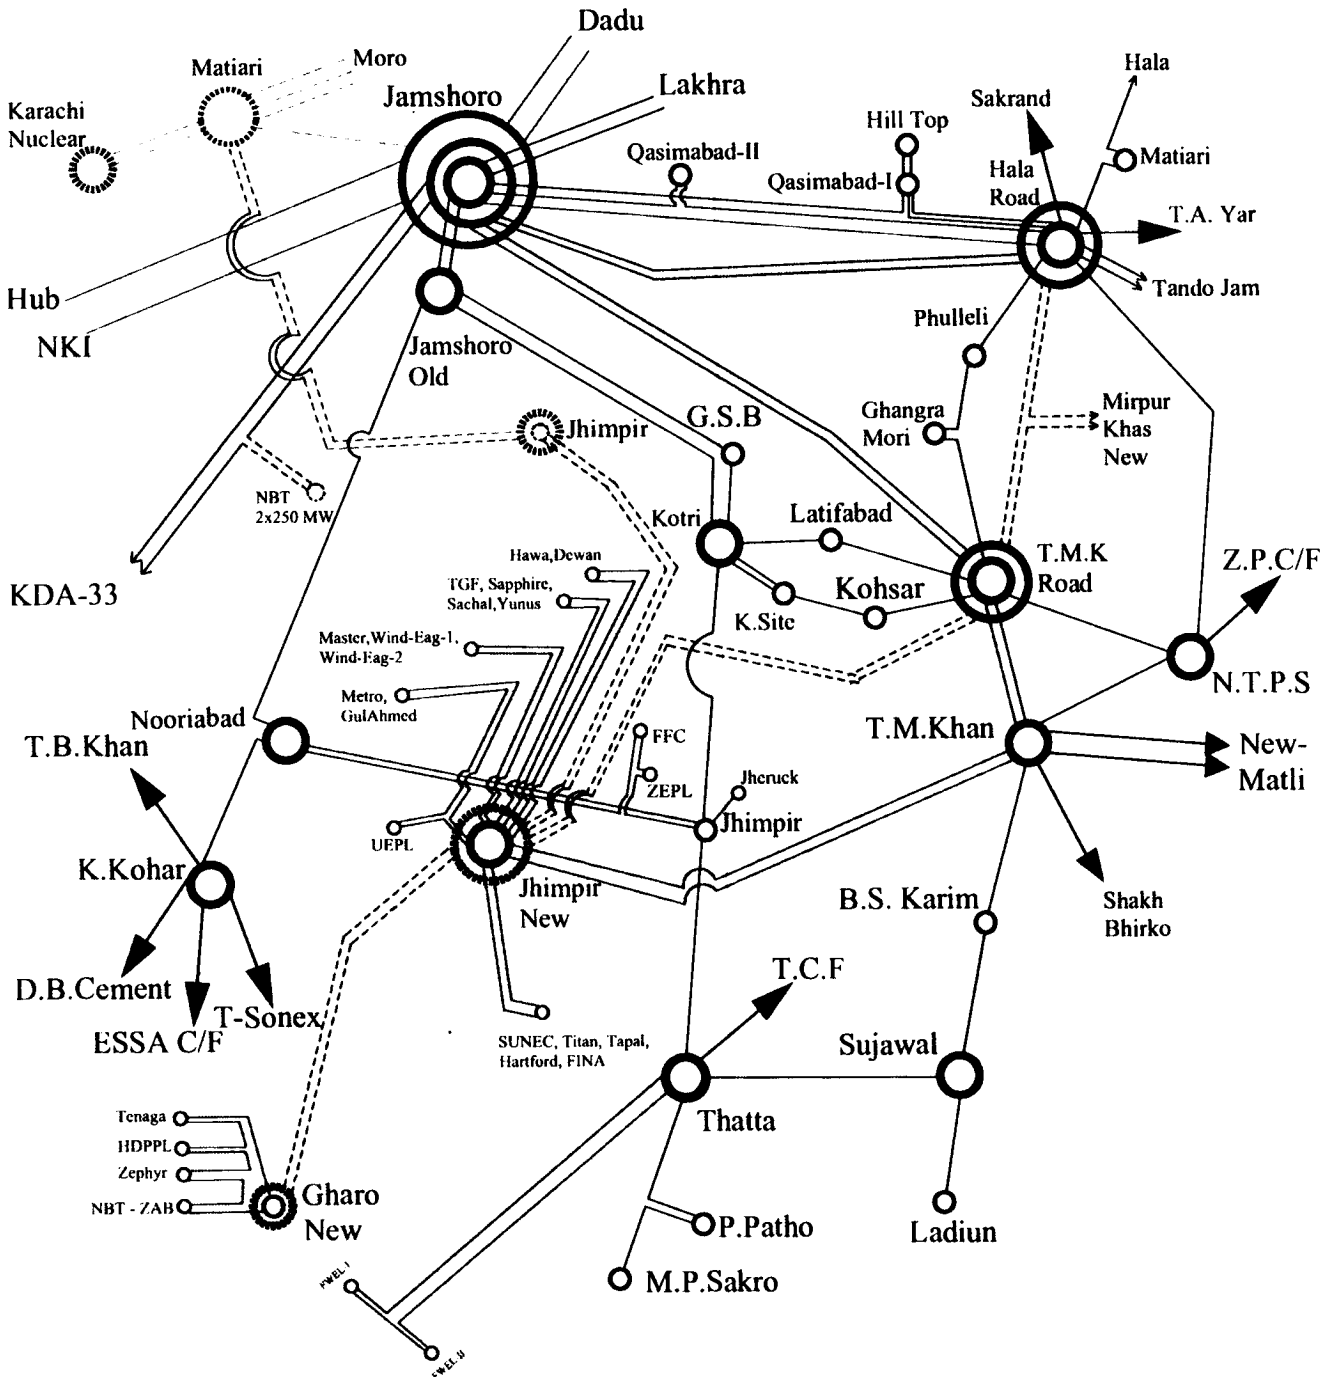 Dadu
Moro
Matiari
Hala
Jamshoro
Lakhra
Sakrand
Karachi
Nuclear
Hill Top
Qasimabad-II
Matiari
Qasimabad-I
Hala
Road
T.A. Yar
Hub
Tando Jam
NKI
Phulleli
Jamshoro
Old
Mirpur
Khas
New
Ghangra
Mori
G.S.B
Jhimpir
NBT
2x250 MW
Kotri
Latifabad
T.M.K
Road
Z.P.C/F
Hawa,Dewan
KDA-33
TGF, Sapphire,
Sachal,Yunus
Kohsar
K.Site
Master,Wind-Eag-1,
Wind-Eag-2
N.T.P.S
Metro,
GulAhmed
Nooriabad
T.B.Khan
FFC
T.M.Khan
New-
Matli
ZEPL
Jheruck
Jhimpir
UEPL
K.Kohar
Jhimpir
New
B.S. Karim
Shakh
Bhirko
D.B.Cement
T-Sonex
ESSA C/F
T.C.F
SUNEC, Titan, Tapal,
Hartford, FINA
Sujawal
Thatta
Tenaga
HDPPL
Zephyr
NBT - ZAB
Gharo
New
P.Patho
Ladiun
M.P.Sakro
FWEL-I
FWEL-II